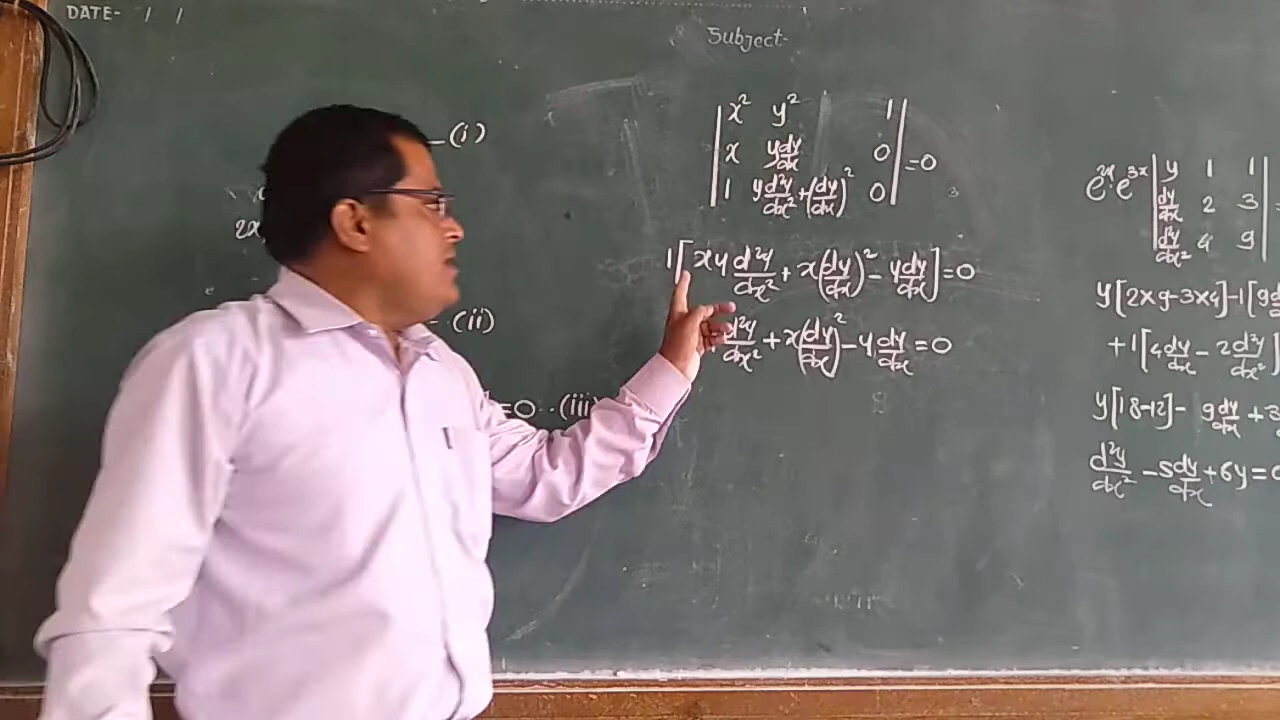 DATE- / /
Subject-
(i)
2x
(ii)
=0 ..(iii)
| x² y² 1 |
| x y dy/dx 0 | =0
| 1 y d²y/dx² + (dy/dx)² 0 |
1[xy d²y/dx² + x(dy/dx)² - y dy/dx] =0
d²y/dx² + x(dy/dx)² - y dy/dx =0
e²ˣ·e³ˣ | y 1 1 | =
| dy/dx 2 3 |
| d²y/dx² 4 9 |
y[2x9-3x4]-1[9
+1[4 dy/dx - 2 d²y/dx²]
y[18-12] - 9 dy/dx +3
d²y/dx² -5 dy/dx +6y=0